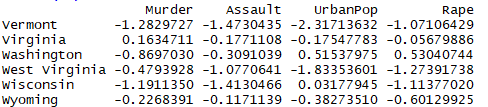 Murder Assault UrbanPop Rape
Vermont -1.2829727 -1.4730435 -2.31713632 -1.07106429
Virginia 0.1634711 -0.1771108 -0.17547783 -0.05679886
Washington -0.8697030 -0.3091039 0.51537975 0.53040744
West Virginia -0.4793928 -1.0770641 -1.83353601 -1.27391738
Wisconsin -1.1911350 -1.4130466 0.03177945 -1.11377020
Wyoming -0.2268391 -0.1171139 -0.38273510 -0.60129925